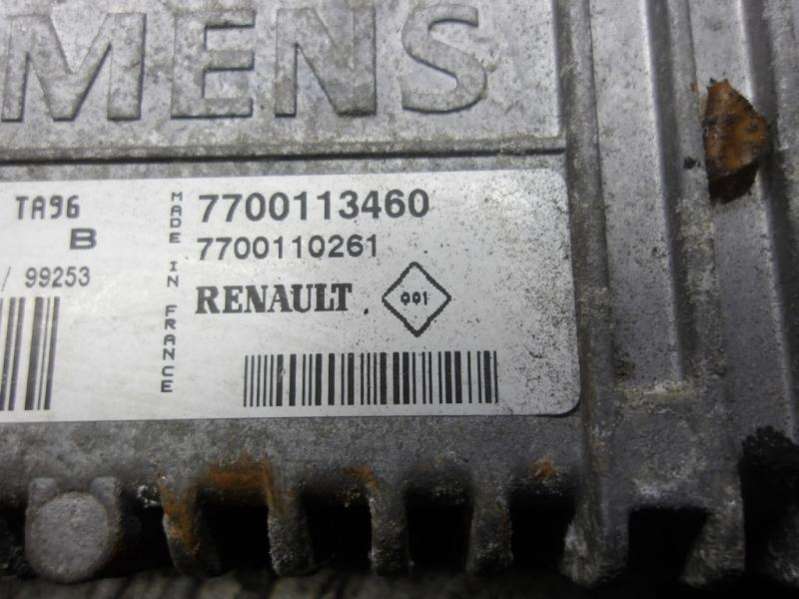 MENS
TA96
B
/ 99253
MADE IN FRANCE
7700113460
7700110261
RENAULT.
001